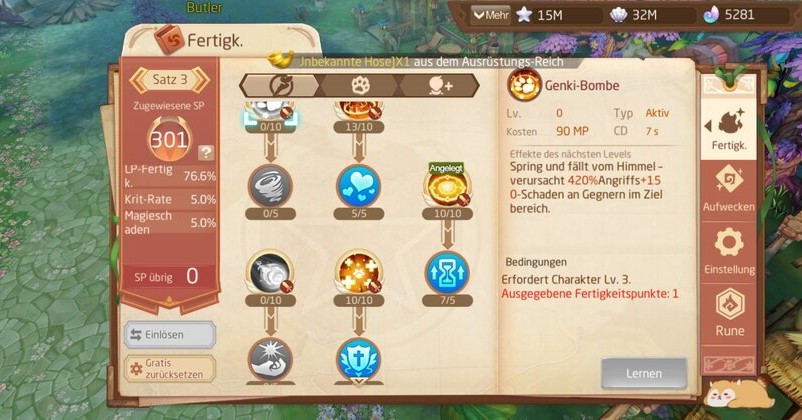 Butler
Mehr
15M
32M
5281
Fertigk.
Jnbekannte Hose]X1 aus dem Ausrüstungs-Reich
Satz 3
Zugewiesene SP
301
?
LP-Fertig
k.
76.6%
Krit-Rate
5.0%
Magiesch
aden
5.0%
SP übrig
0
Einlösen
Gratis
zurücksetzen
0/10
13/10
0/5
5/5
Angelegt
10/10
0/10
10/10
7/5
Genki-Bombe
Lv.
0
Typ
Aktiv
Kosten
90 MP
CD
7 s
Effekte des nächsten Levels
Spring und fällt vom Himmel –
verursacht 420%Angriffs+15
0-Schaden an Gegnern im Ziel
bereich.
Bedingungen
Erfordert Charakter Lv. 3.
Ausgegebene Fertigkeitspunkte: 1
Lernen
Fertigk.
Aufwecken
Einstellung
Rune